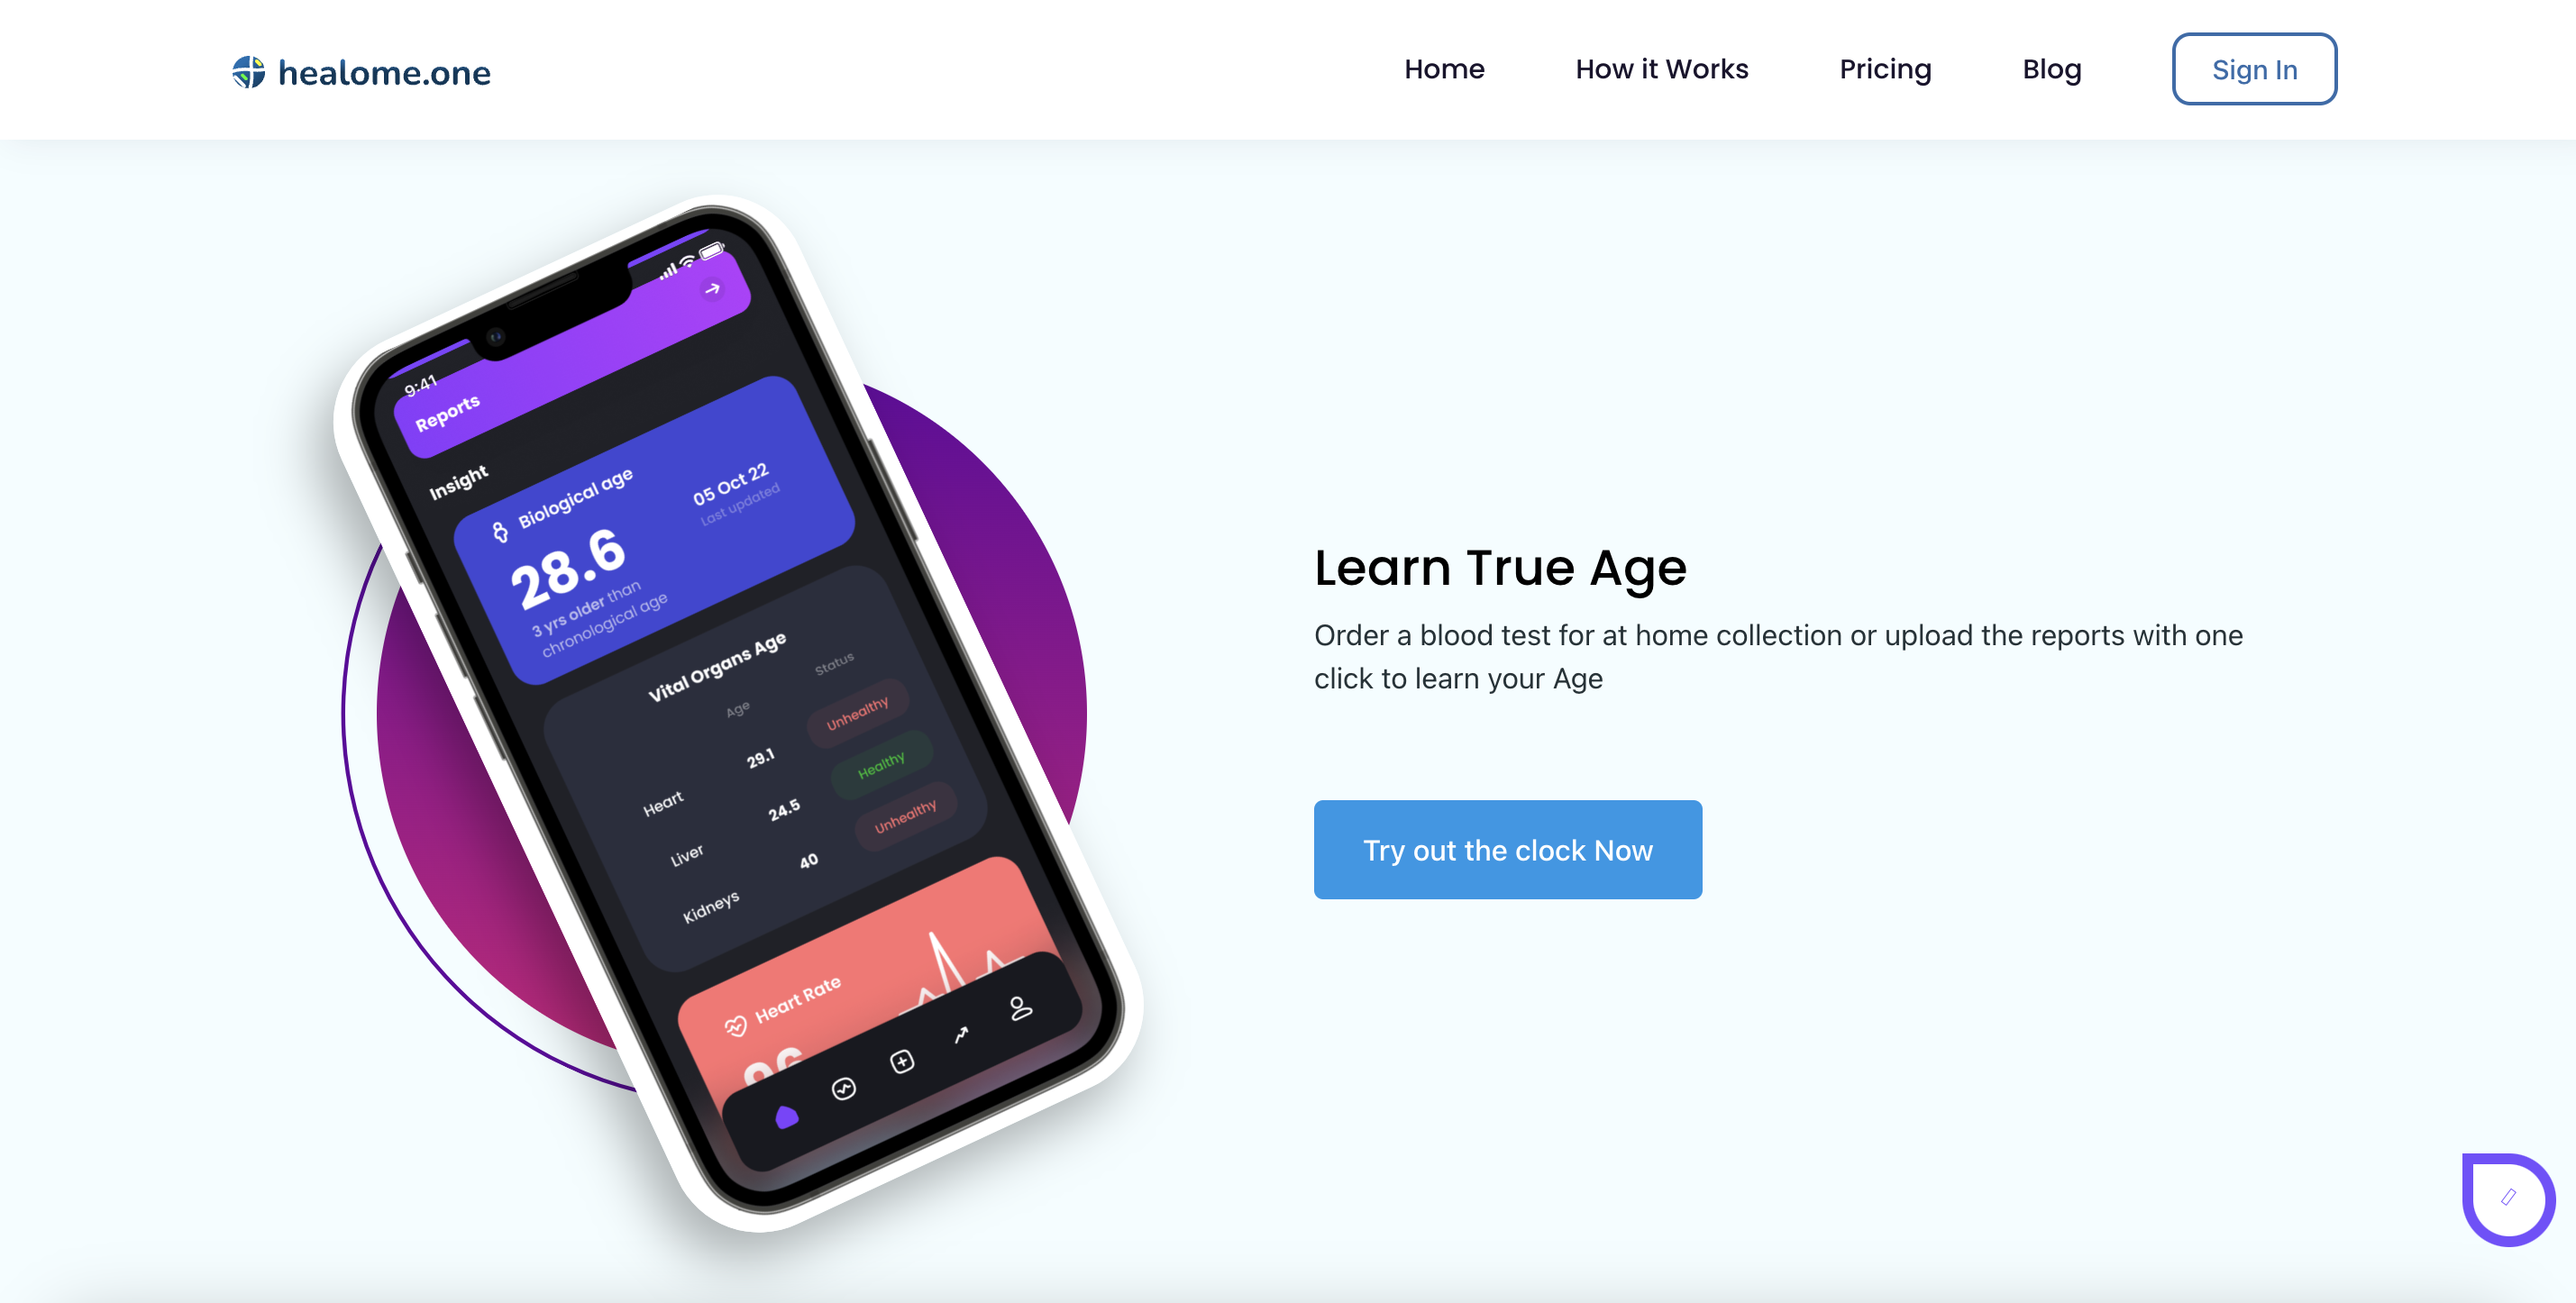 healome.one
Home
How it Works
Pricing
Blog
Sign In
9:41
Reports
Insight
Biological age
05 Oct 22
Last updated
28.6
3 yrs older than
chronological age
Vital Organs Age
Age
Status
Heart
29.1
Unhealthy
Liver
24.5
Healthy
Kidneys
40
Unhealthy
Heart Rate
Learn True Age
Order a blood test for at home collection or upload the reports with one
click to learn your Age
Try out the clock Now